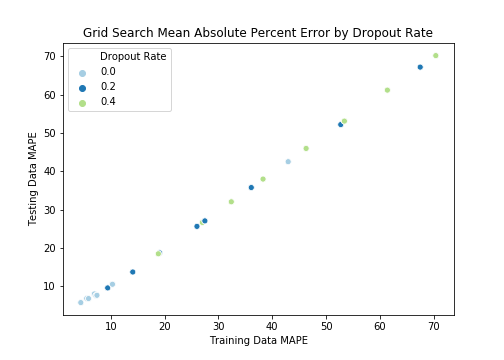 Grid Search Mean Absolute Percent Error by Dropout Rate
Dropout Rate
0.0
0.2
0.4
70
60
50
40
30
20
10
Testing Data MAPE
10 20 30 40 50 60 70
Training Data MAPE